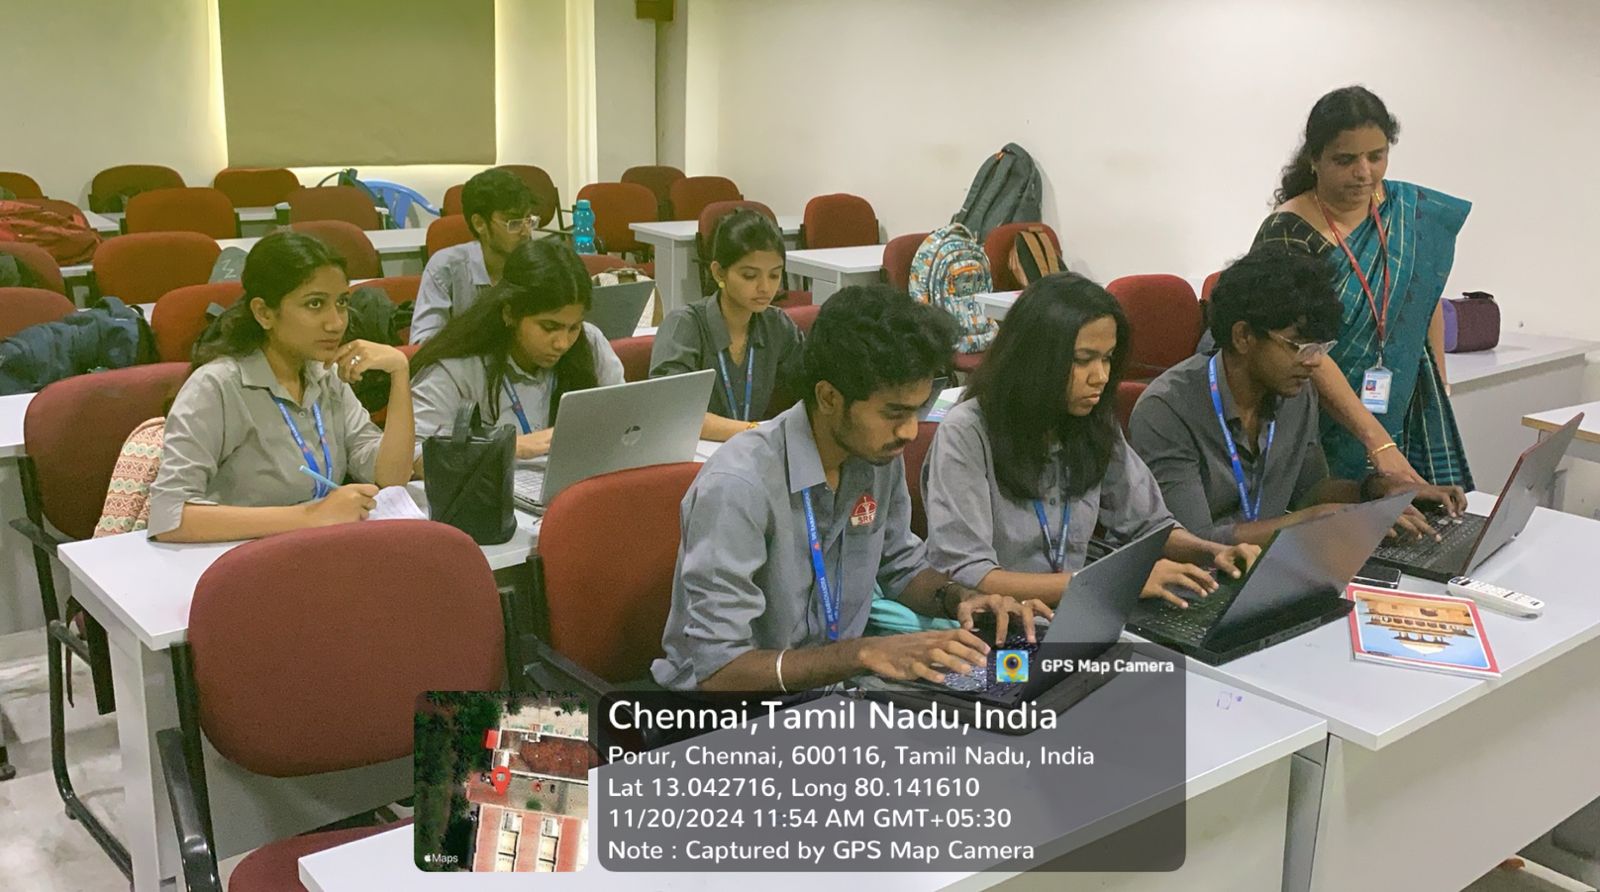 SRET
GPS Map Camera
Chennai,Tamil Nadu,India
Porur, Chennai, 600116, Tamil Nadu, India
Lat 13.042716, Long 80.141610
11/20/2024 11:54 AM GMT+05:30
Note : Captured by GPS Map Camera
Maps